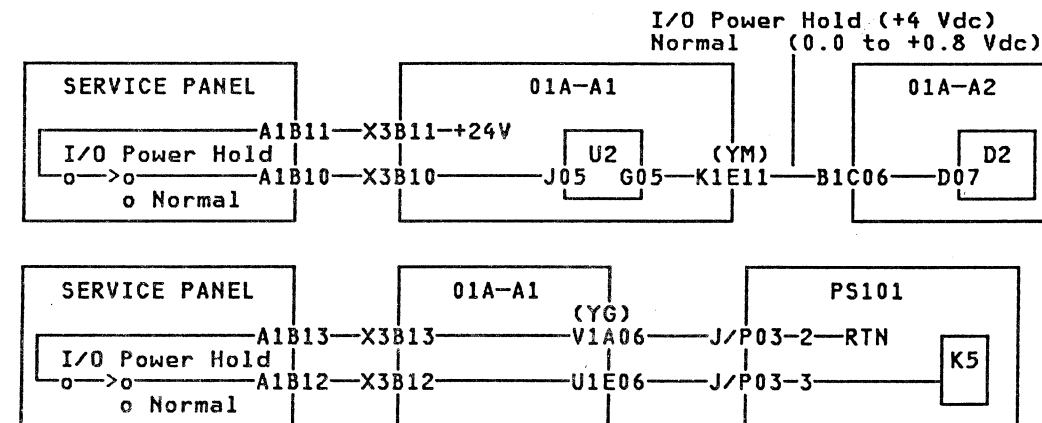 I/O Power Hold (+4 Vdc)
Normal (0.0 to +0.8 Vdc)
SERVICE PANEL 01A-A1 01A-A2
A1B11—X3B11—+24V
I/O Power Hold U2 (YM) D2
o—>o—A1B10—X3B10—J05 G05—K1E11—B1C06—D07
o Normal
SERVICE PANEL 01A-A1 PS101
(YG)
A1B13—X3B13—V1A06—J/P03-2—RTN
I/O Power Hold K5
o—>o—A1B12—X3B12—U1E06—J/P03-3
o Normal